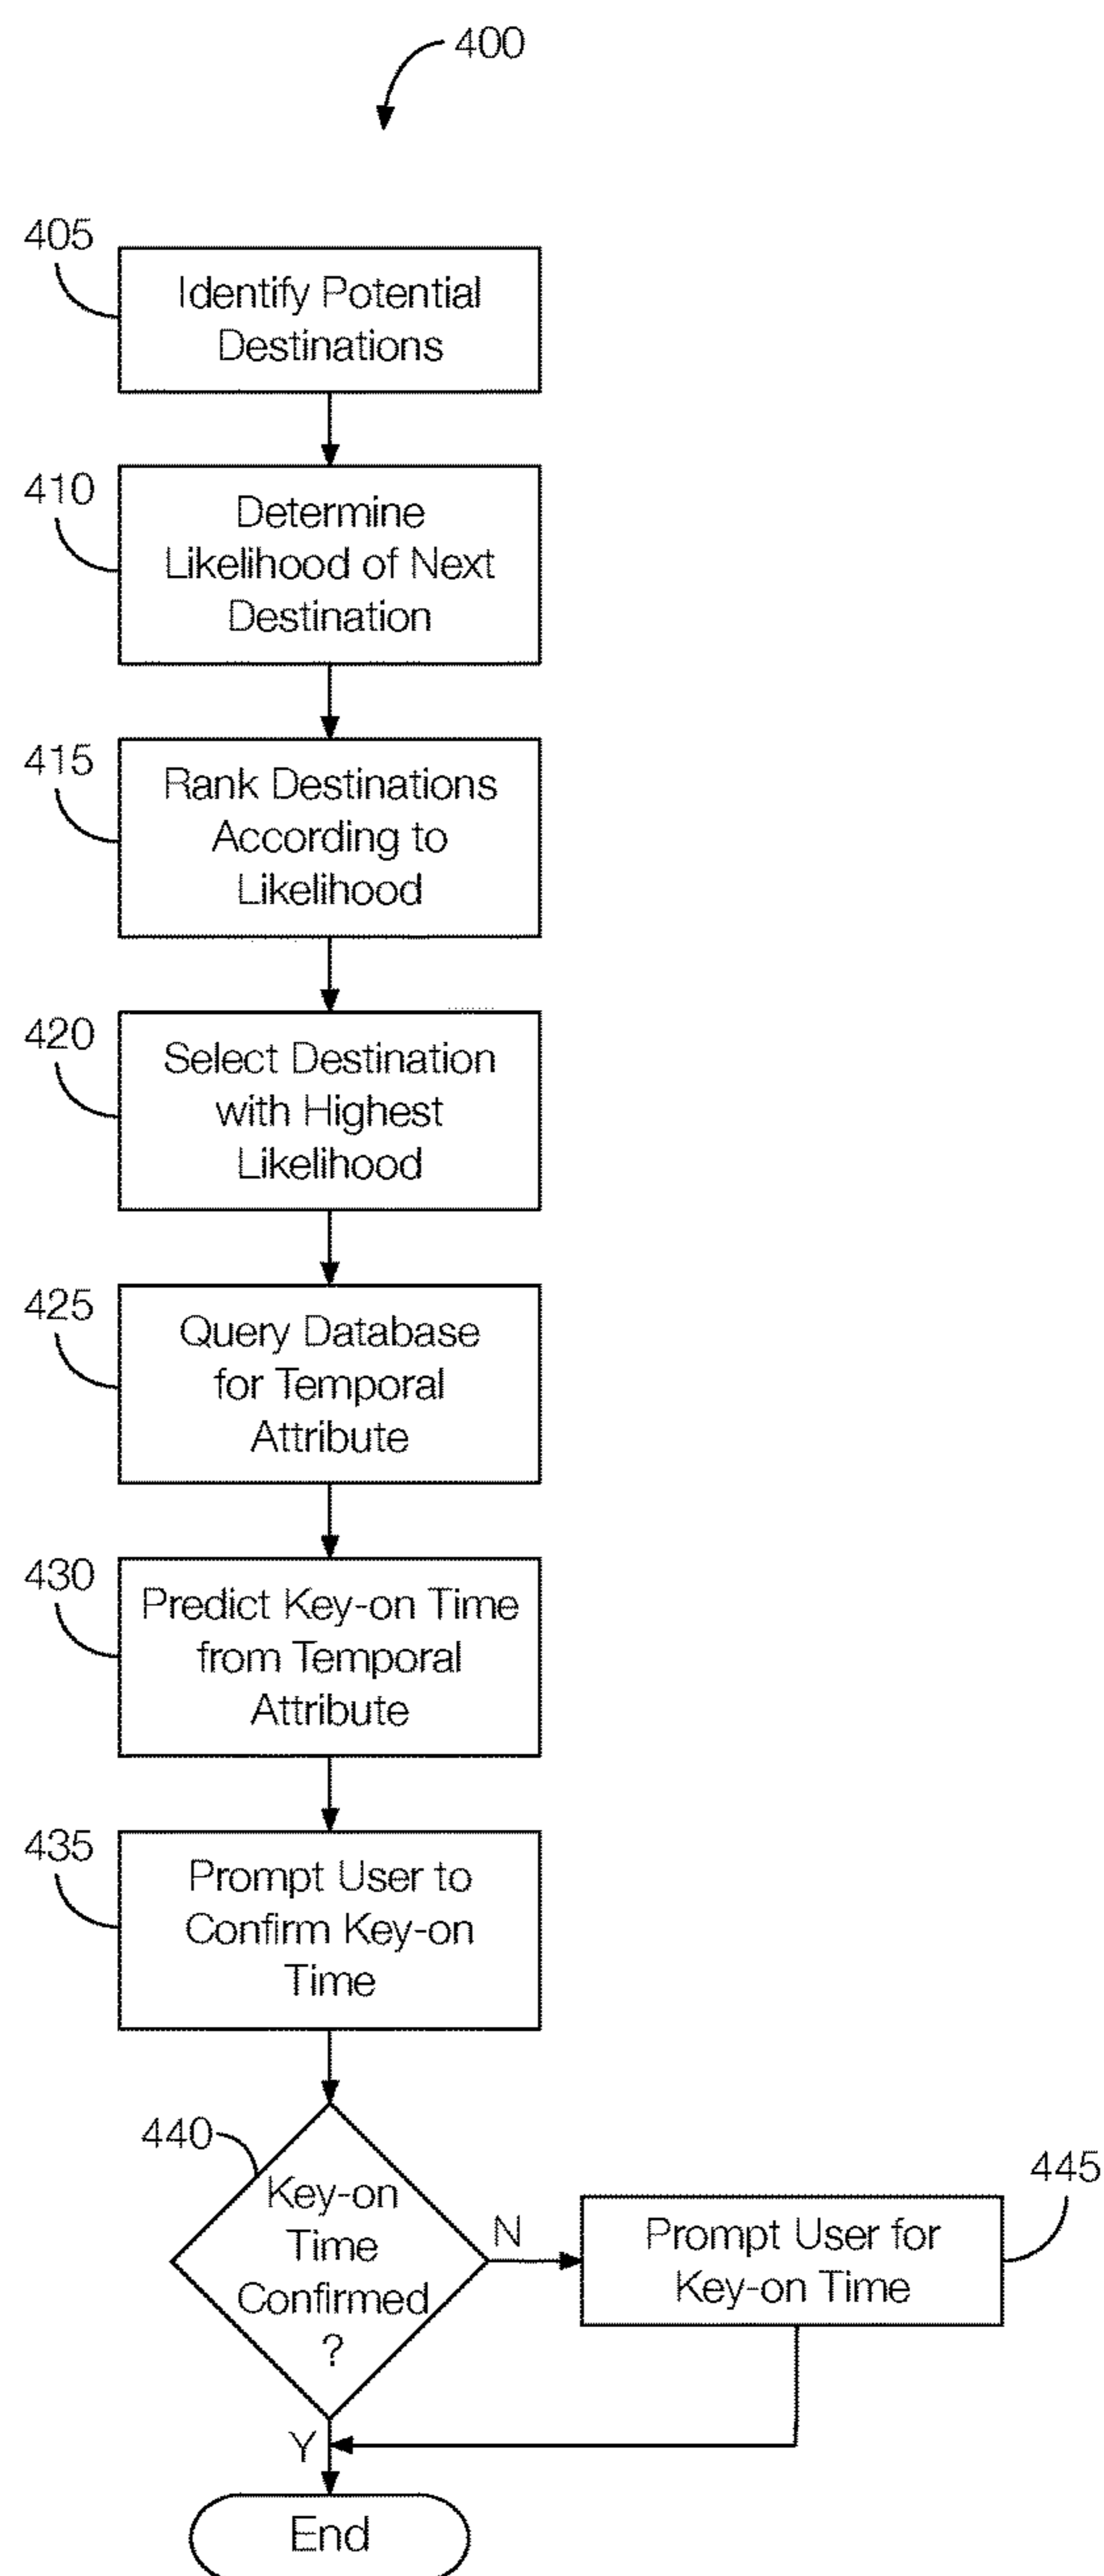 400
405
Identify Potential
Destinations
410
Determine
Likelihood of Next
Destination
415
Rank Destinations
According to
Likelihood
420
Select Destination
with Highest
Likelihood
425
Query Database
for Temporal
Attribute
430
Predict Key-on Time
from Temporal
Attribute
435
Prompt User to
Confirm Key-on
Time
440
Key-on
Time
Confirmed
?
N
445
Prompt User for
Key-on Time
Y
End